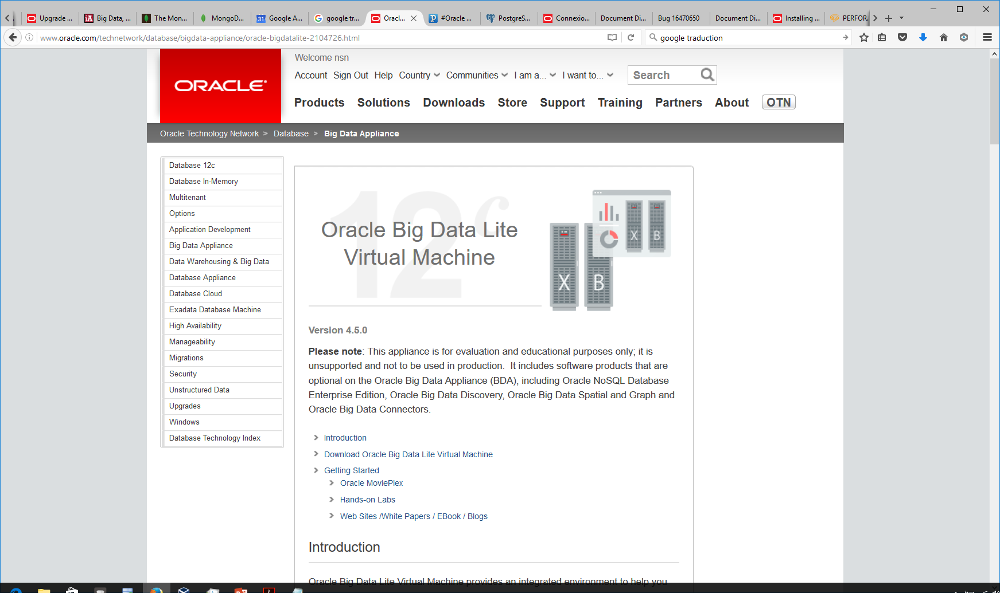 Upgrade ...
Big Data, ...
The Mon...
MongoD...
31
Google A...
google tr...
Oracl...
#Oracle ...
PostgreS...
Connexio...
Document Di...
Bug 16470650
Document Di...
Installing ...
PERFOR
www.oracle.com/technetwork/database/bigdata-appliance/oracle-bigdatalite-2104726.html
google traduction
ORACLE
Welcome nsn
Account Sign Out Help Country Communities I am a... I want to... Search
Products Solutions Downloads Store Support Training Partners About OTN
Oracle Technology Network > Database > Big Data Appliance
Database 12c
Database In-Memory
Multitenant
Options
Application Development
Big Data Appliance
Data Warehousing & Big Data
Database Appliance
Database Cloud
Exadata Database Machine
High Availability
Manageability
Migrations
Security
Unstructured Data
Upgrades
Windows
Database Technology Index
12c
Oracle Big Data Lite
Virtual Machine
X B
X B
Version 4.5.0
Please note: This appliance is for evaluation and educational purposes only; it is
unsupported and not to be used in production. It includes software products that are
optional on the Oracle Big Data Appliance (BDA), including Oracle NoSQL Database
Enterprise Edition, Oracle Big Data Discovery, Oracle Big Data Spatial and Graph and
Oracle Big Data Connectors.
Introduction
Download Oracle Big Data Lite Virtual Machine
Getting Started
Oracle MoviePlex
Hands-on Labs
Web Sites /White Papers / EBook / Blogs
Introduction
Oracle Big Data Lite Virtual Machine provides an integrated environment to help you